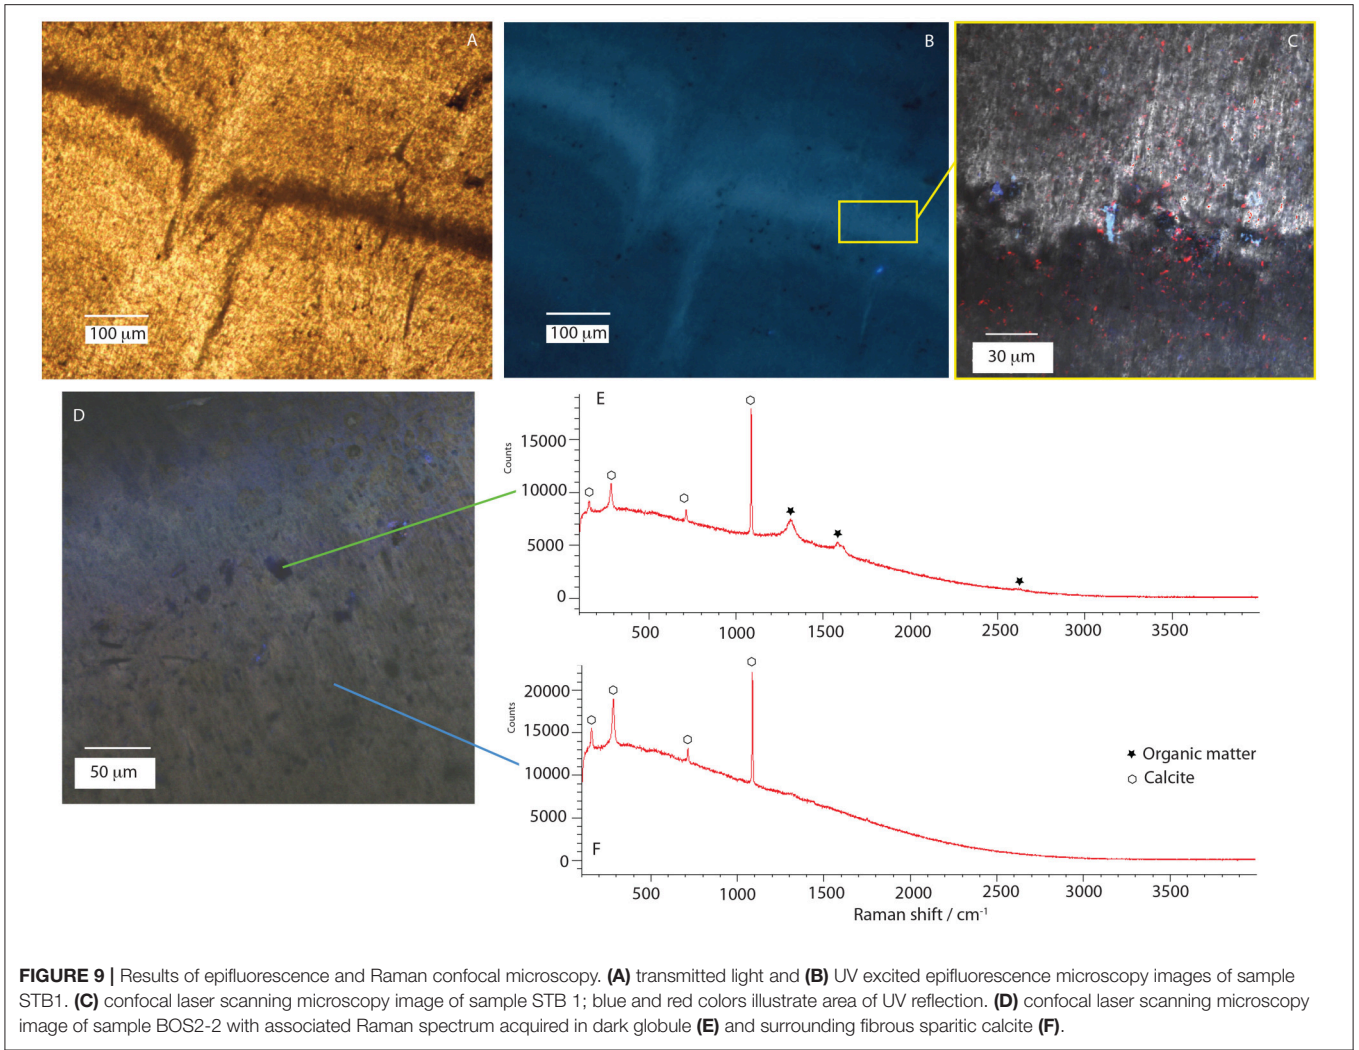 A
B
C
100 μm
100 μm
30 μm
D
50 μm
E
Counts
15000
10000
5000
0
500 1000 1500 2000 2500 3000 3500
Counts
20000
15000
10000
5000
0
F
500 1000 1500 2000 2500 3000 3500
Raman shift / cm-1
Organic matter
Calcite
FIGURE 9 | Results of epifluorescence and Raman confocal microscopy. (A) transmitted light and (B) UV excited epifluorescence microscopy images of sample
STB1. (C) confocal laser scanning microscopy image of sample STB 1; blue and red colors illustrate area of UV reflection. (D) confocal laser scanning microscopy
image of sample BOS2-2 with associated Raman spectrum acquired in dark globule (E) and surrounding fibrous sparitic calcite (F).